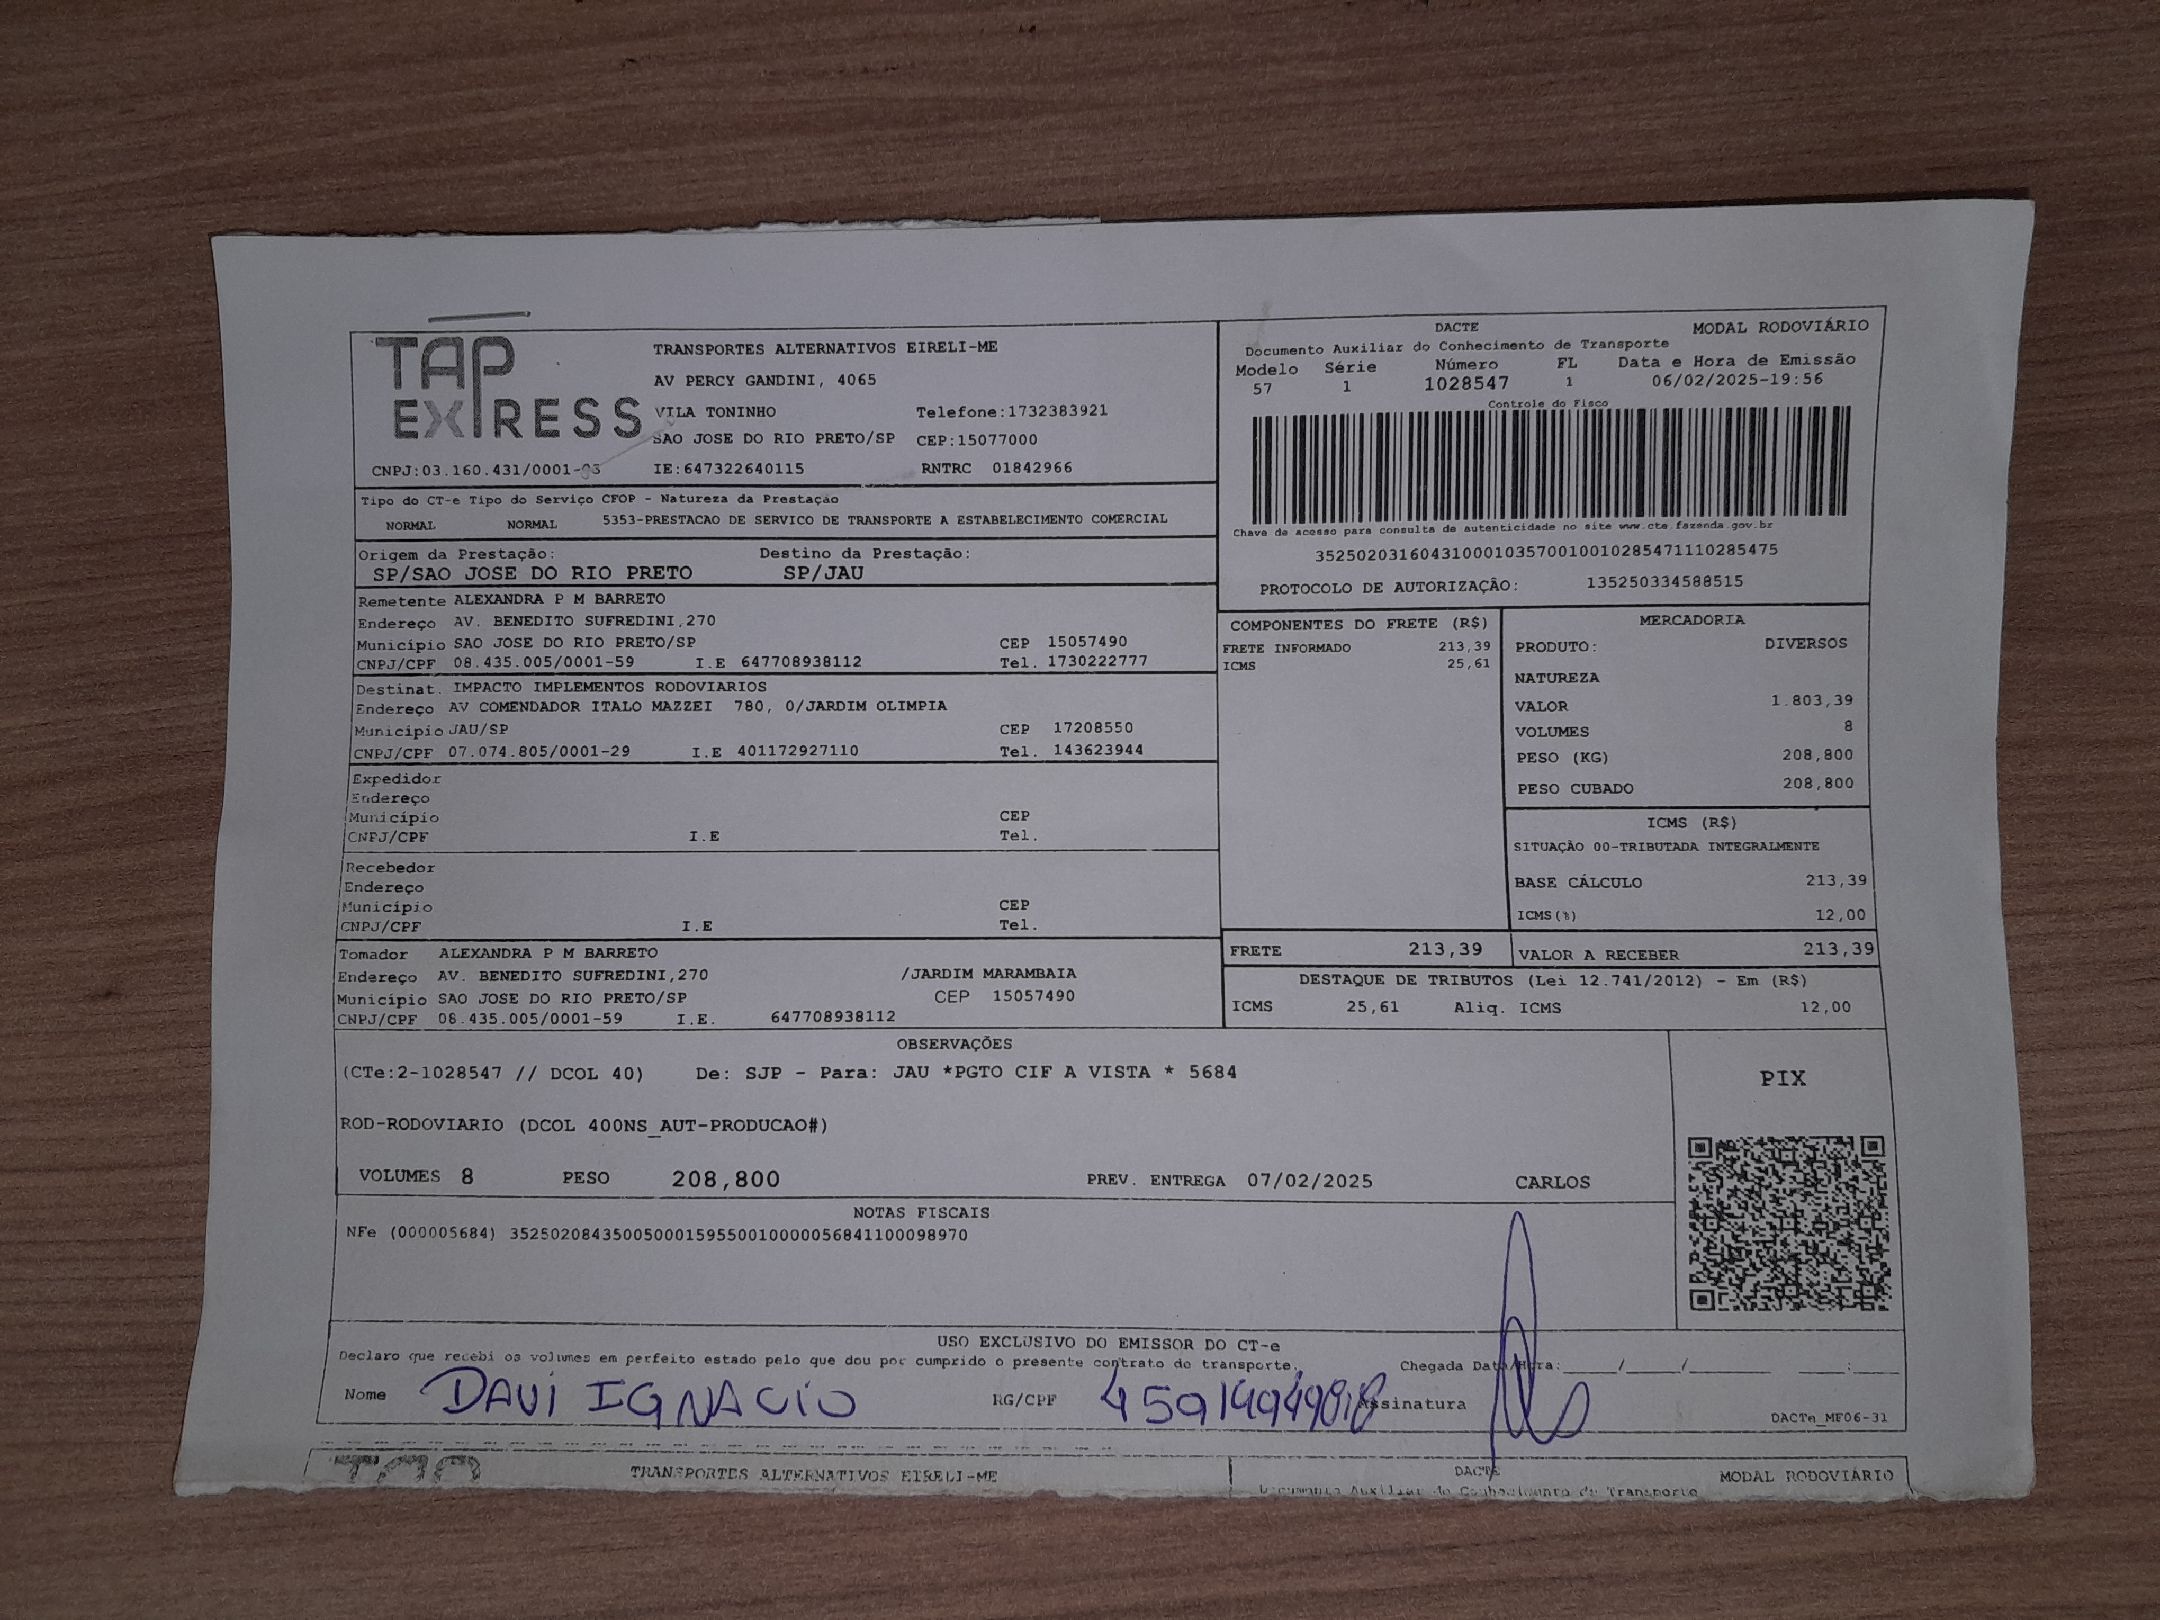 TAP
EXPRESS
TRANSPORTES ALTERNATIVOS EIRELI-ME
AV PERCY GANDINI, 4065
VILA TONINHO Telefone:1732383921
SAO JOSE DO RIO PRETO/SP CEP:15077000
CNPJ:03.160.431/0001-03 IE:647322640115 RNTRC 01842966
DACTE MODAL RODOVIÁRIO
Documento Auxiliar do Conhecimento de Transporte
Modelo Série Número FL Data e Hora de Emissão
57 1 1028547 1 06/02/2025-19:56
Controle do Fisco
Chave de acesso para consulta de autenticidade no site www.cte.fazenda.gov.br
35250203160431000103570010010285471110285475
PROTOCOLO DE AUTORIZAÇÃO: 135250334588515
Tipo do CT-e Tipo do Serviço CFOP - Natureza da Prestação
NORMAL NORMAL 5353-PRESTACAO DE SERVICO DE TRANSPORTE A ESTABELECIMENTO COMERCIAL
Origem da Prestação: Destino da Prestação:
SP/SAO JOSE DO RIO PRETO SP/JAU
Remetente ALEXANDRA P M BARRETO
Endereço AV. BENEDITO SUFREDINI,270
Município SAO JOSE DO RIO PRETO/SP CEP 15057490
CNPJ/CPF 08.435.005/0001-59 I.E 647708938112 Tel. 1730222777
Destinat. IMPACTO IMPLEMENTOS RODOVIARIOS
Endereço AV COMENDADOR ITALO MAZZEI 780, 0/JARDIM OLIMPIA
Município JAU/SP CEP 17208550
CNPJ/CPF 07.074.805/0001-29 I.E 401172927110 Tel. 143623944
Expedidor
Endereço
Município CEP
CNPJ/CPF I.E Tel.
Recebedor
Endereço
Município CEP
CNPJ/CPF I.E Tel.
Tomador ALEXANDRA P M BARRETO
Endereço AV. BENEDITO SUFREDINI,270 /JARDIM MARAMBAIA
Município SAO JOSE DO RIO PRETO/SP CEP 15057490
CNPJ/CPF 08.435.005/0001-59 I.E. 647708938112
COMPONENTES DO FRETE (R$)
FRETE INFORMADO 213,39
ICMS 25,61
MERCADORIA
PRODUTO: DIVERSOS
NATUREZA
VALOR 1.803,39
VOLUMES 8
PESO (KG) 208,800
PESO CUBADO 208,800
ICMS (R$)
SITUAÇÃO 00-TRIBUTADA INTEGRALMENTE
BASE CÁLCULO 213,39
ICMS(%) 12,00
FRETE 213,39 VALOR A RECEBER 213,39
DESTAQUE DE TRIBUTOS (Lei 12.741/2012) - Em (R$)
ICMS 25,61 Aliq. ICMS 12,00
OBSERVAÇÕES
(CTe:2-1028547 // DCOL 40) De: SJP - Para: JAU *PGTO CIF A VISTA * 5684
ROD-RODOVIARIO (DCOL 400NS_AUT-PRODUCAO#)
VOLUMES 8 PESO 208,800 PREV. ENTREGA 07/02/2025 CARLOS
PIX
NOTAS FISCAIS
NFe (000005684) 35250208435005000159550010000056841100098970
USO EXCLUSIVO DO EMISSOR DO CT-e
Declaro que recebi os volumes em perfeito estado pelo que dou por cumprido o presente contrato de transporte. Chegada Data/Hora:____/____/____ :
Nome DAVI IGNACIO RG/CPF Assinatura
DACTe_MF06-31
TRANSPORTES ALTERNATIVOS EIRELI-ME DACTE MODAL RODOVIÁRIO
Documento Auxiliar do Conhecimento de Transporte